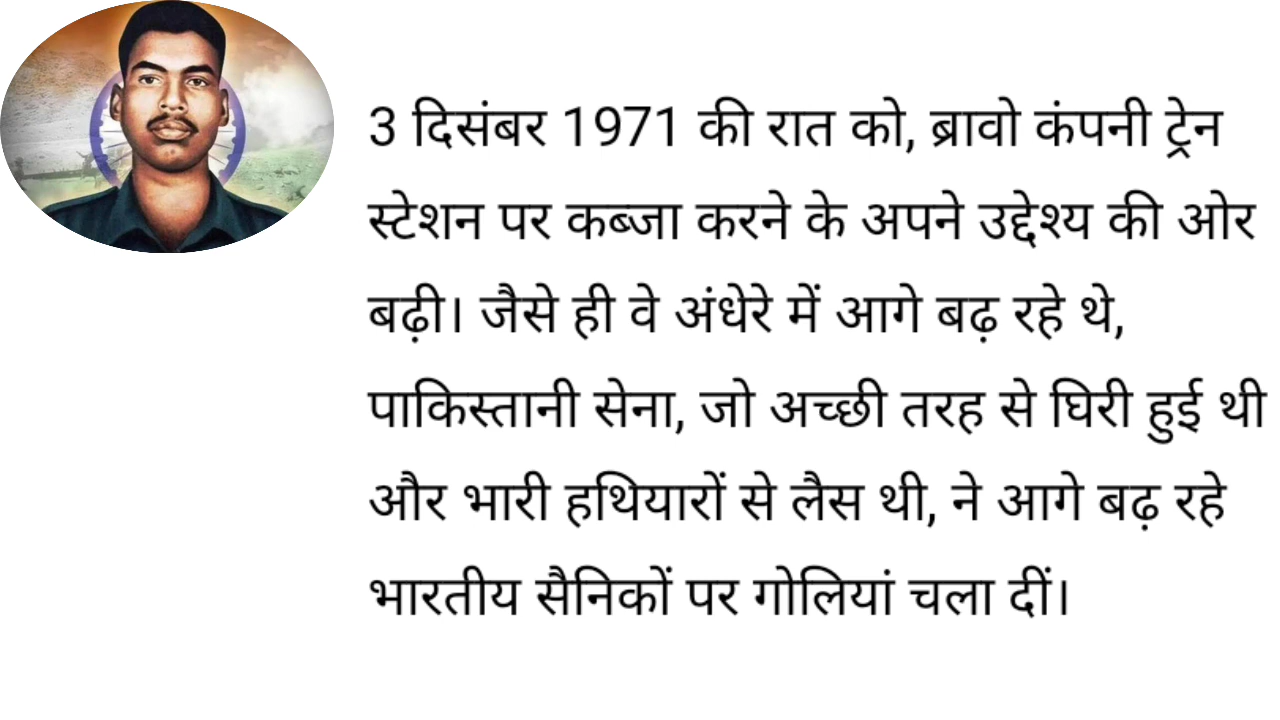 3 दिसंबर 1971 की रात को, ब्रावो कंपनी ट्रेन
स्टेशन पर कब्जा करने के अपने उद्देश्य की ओर
बढ़ी। जैसे ही वे अंधेरे में आगे बढ़ रहे थे,
पाकिस्तानी सेना, जो अच्छी तरह से घिरी हुई थी
और भारी हथियारों से लैस थी, ने आगे बढ़ रहे
भारतीय सैनिकों पर गोलियां चला दीं।